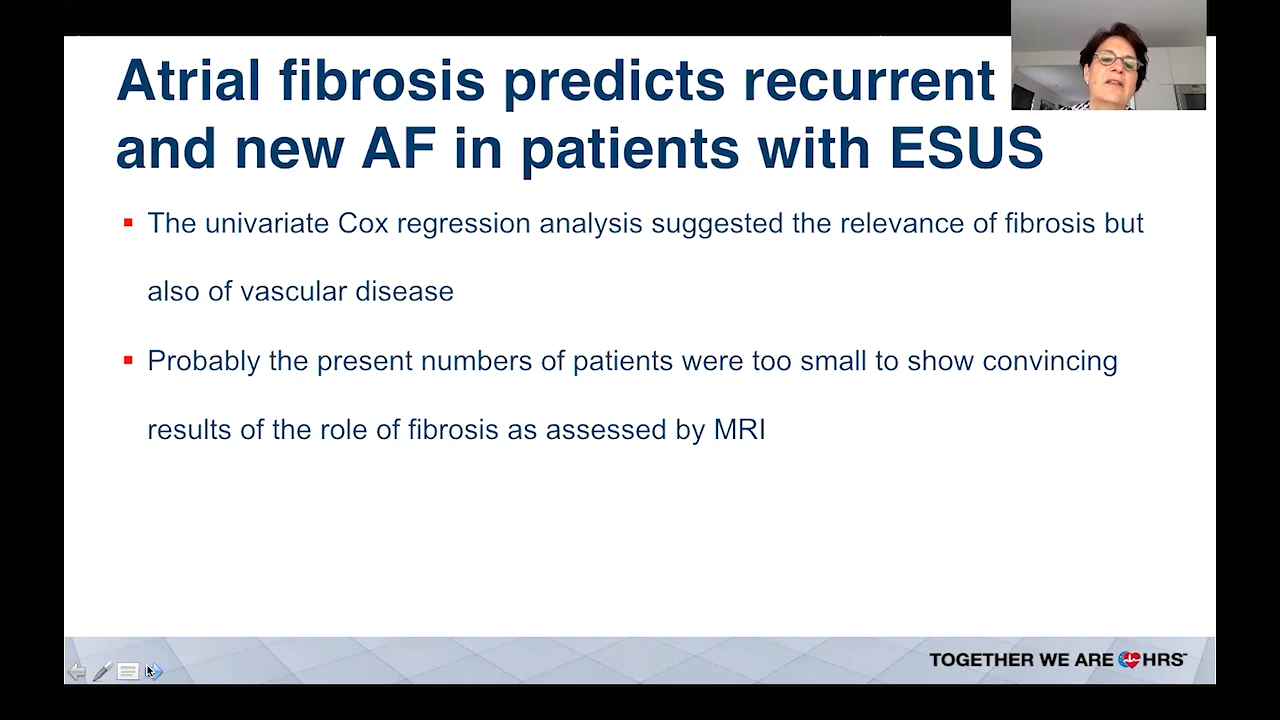 Atrial fibrosis predicts recurrent
and new AF in patients with ESUS
The univariate Cox regression analysis suggested the relevance of fibrosis but
also of vascular disease
Probably the present numbers of patients were too small to show convincing
results of the role of fibrosis as assessed by MRI
TOGETHER WE ARE HRS